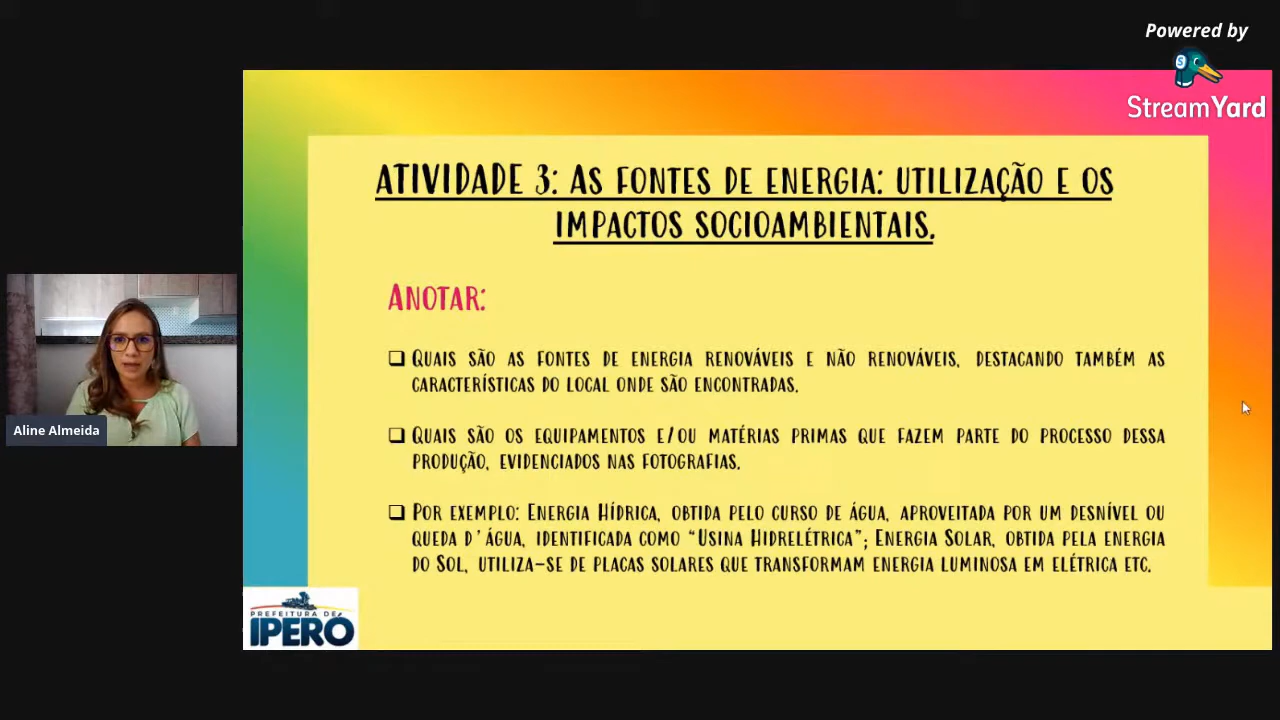 Powered by
StreamYard
ATIVIDADE 3: AS FONTES DE ENERGIA: UTILIZAÇÃO E OS
IMPACTOS SOCIOAMBIENTAIS.
ANOTAR:
❑ QUAIS SÃO AS FONTES DE ENERGIA RENOVÁVEIS E NÃO RENOVÁVEIS, DESTACANDO TAMBÉM AS
CARACTERÍSTICAS DO LOCAL ONDE SÃO ENCONTRADAS.
❑ QUAIS SÃO OS EQUIPAMENTOS E/OU MATÉRIAS PRIMAS QUE FAZEM PARTE DO PROCESSO DESSA
PRODUÇÃO, EVIDENCIADOS NAS FOTOGRAFIAS.
❑ POR EXEMPLO: ENERGIA HÍDRICA, OBTIDA PELO CURSO DE ÁGUA, APROVEITADA POR UM DESNÍVEL OU
QUEDA D'ÁGUA, IDENTIFICADA COMO "USINA HIDRELÉTRICA"; ENERGIA SOLAR, OBTIDA PELA ENERGIA
DO SOL, UTILIZA-SE DE PLACAS SOLARES QUE TRANSFORMAM ENERGIA LUMINOSA EM ELÉTRICA ETC.
Aline Almeida
PREFEITURA DE
IPERÓ